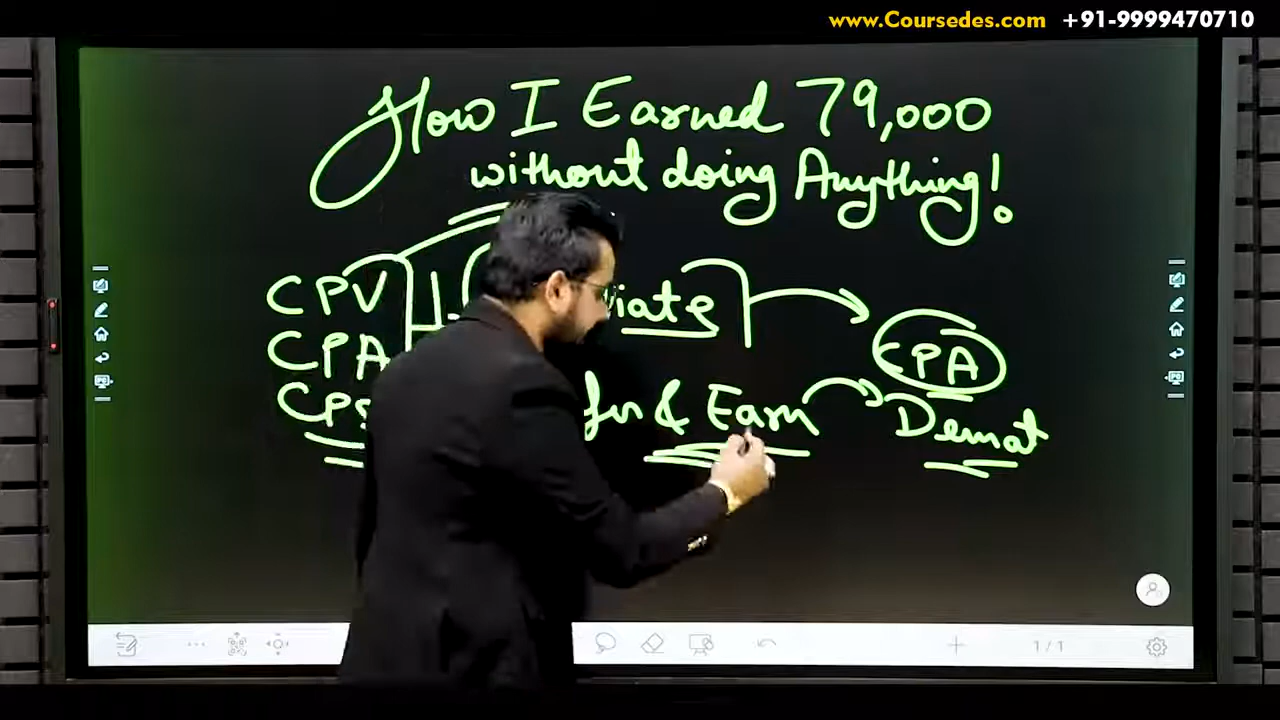 www.Coursedes.com +91-9999470710
How I Earned 79,000
without doing Anything!
CPV
CPA
CPA
& Earn
Demat
1/1